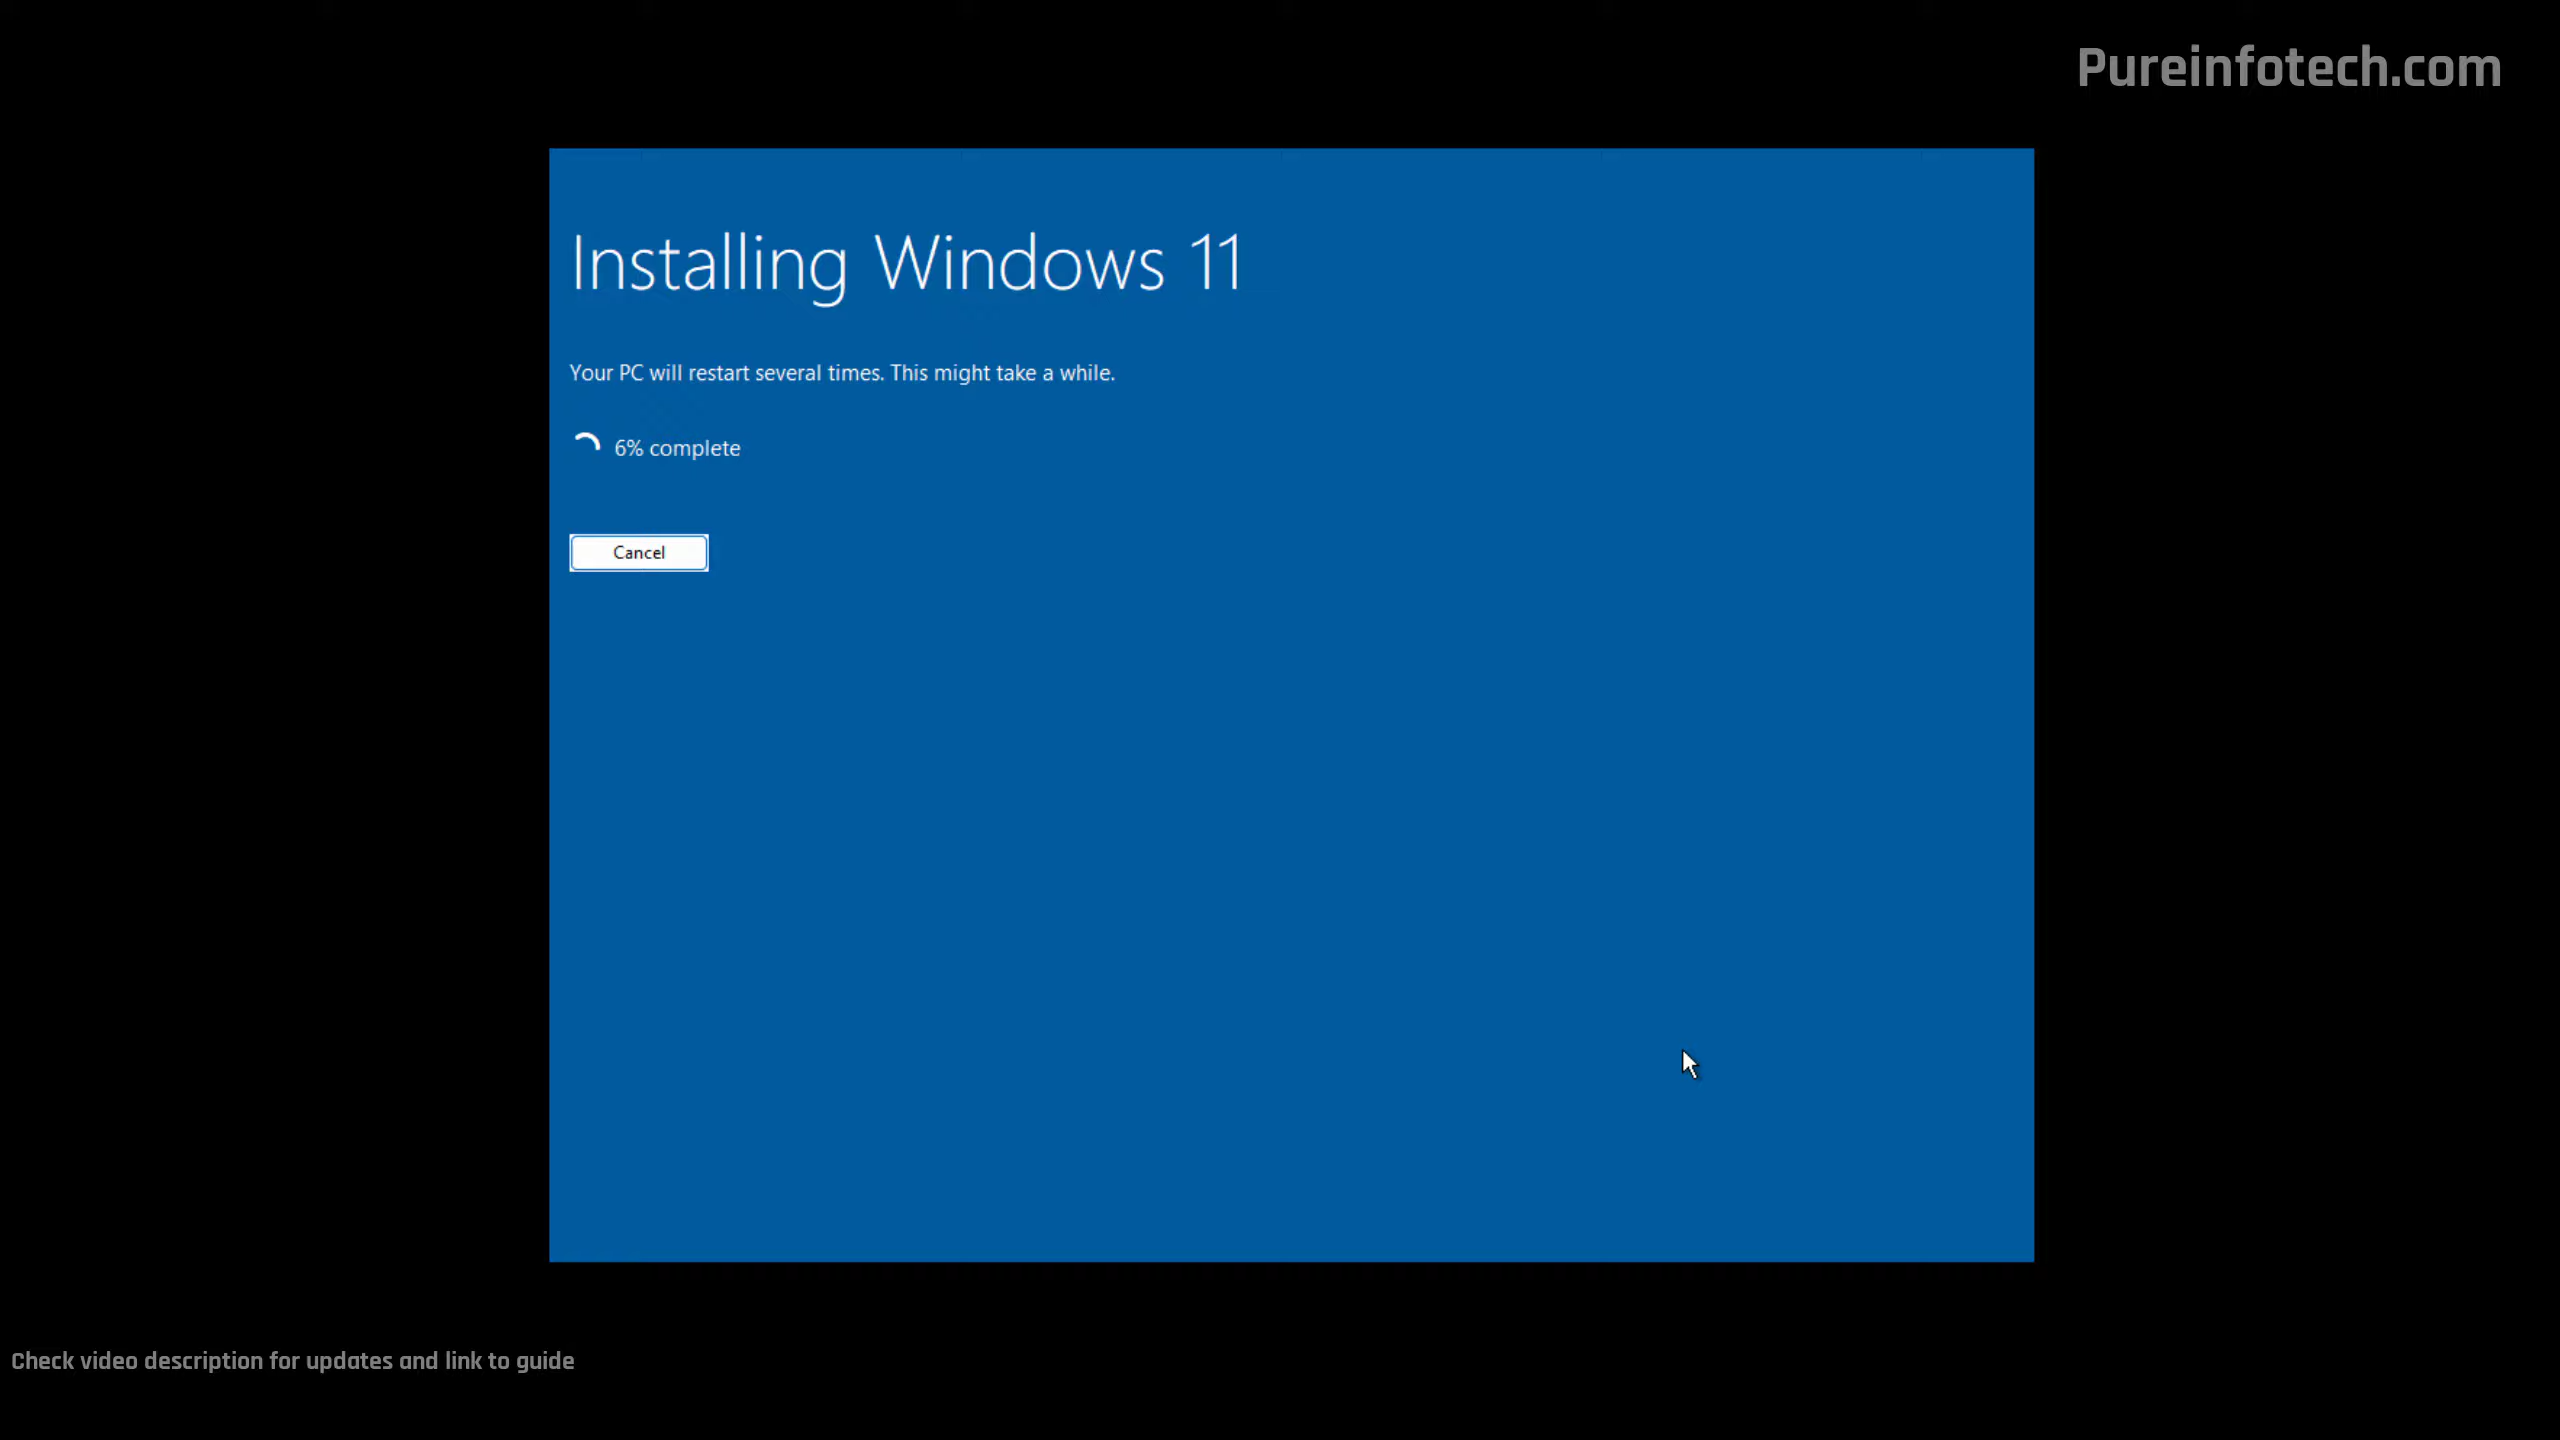 Pureinfotech.com
Installing Windows 11
Your PC will restart several times. This might take a while.
6% complete
Cancel
Check video description for updates and link to guide